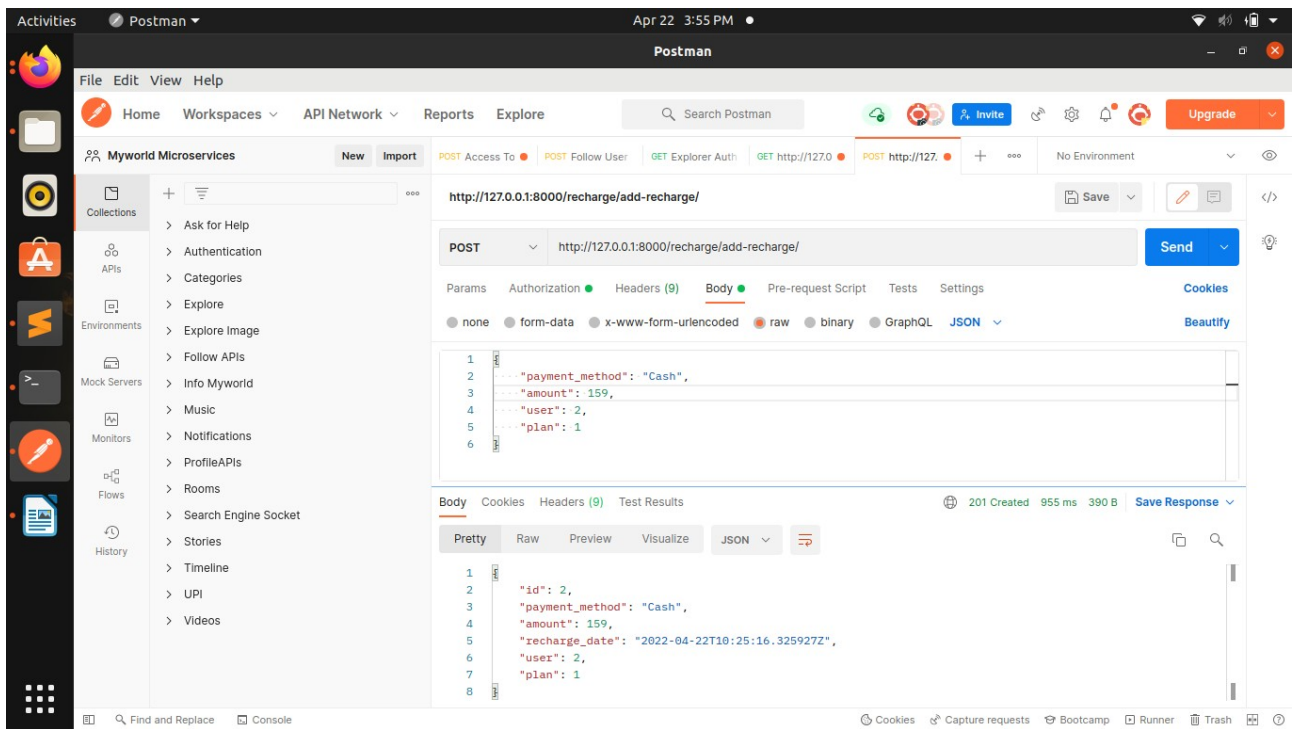 Activities Postman Apr 22 3:55 PM
Postman
File Edit View Help
Home Workspaces API Network Reports Explore Search Postman Invite Upgrade
Myworld Microservices New Import POST Access To POST Follow User GET Explorer Auth GET http://127.0 POST http://127. No Environment
Collections
APIs
Environments
Mock Servers
Monitors
Flows
History
Ask for Help
Authentication
Categories
Explore
Explore Image
Follow APIs
Info Myworld
Music
Notifications
ProfileAPIs
Rooms
Search Engine Socket
Stories
Timeline
UPI
Videos
http://127.0.0.1:8000/recharge/add-recharge/ Save
POST http://127.0.0.1:8000/recharge/add-recharge/ Send
Params Authorization Headers (9) Body Pre-request Script Tests Settings Cookies
none form-data x-www-form-urlencoded raw binary GraphQL JSON Beautify
1 {
2 "payment_method": "Cash",
3 "amount": 159,
4 "user": 2,
5 "plan": 1
6 }
Body Cookies Headers (9) Test Results 201 Created 955 ms 390 B Save Response
Pretty Raw Preview Visualize JSON
1 {
2 "id": 2,
3 "payment_method": "Cash",
4 "amount": 159,
5 "recharge_date": "2022-04-22T10:25:16.325927Z",
6 "user": 2,
7 "plan": 1
8 }
Find and Replace Console Cookies Capture requests Bootcamp Runner Trash